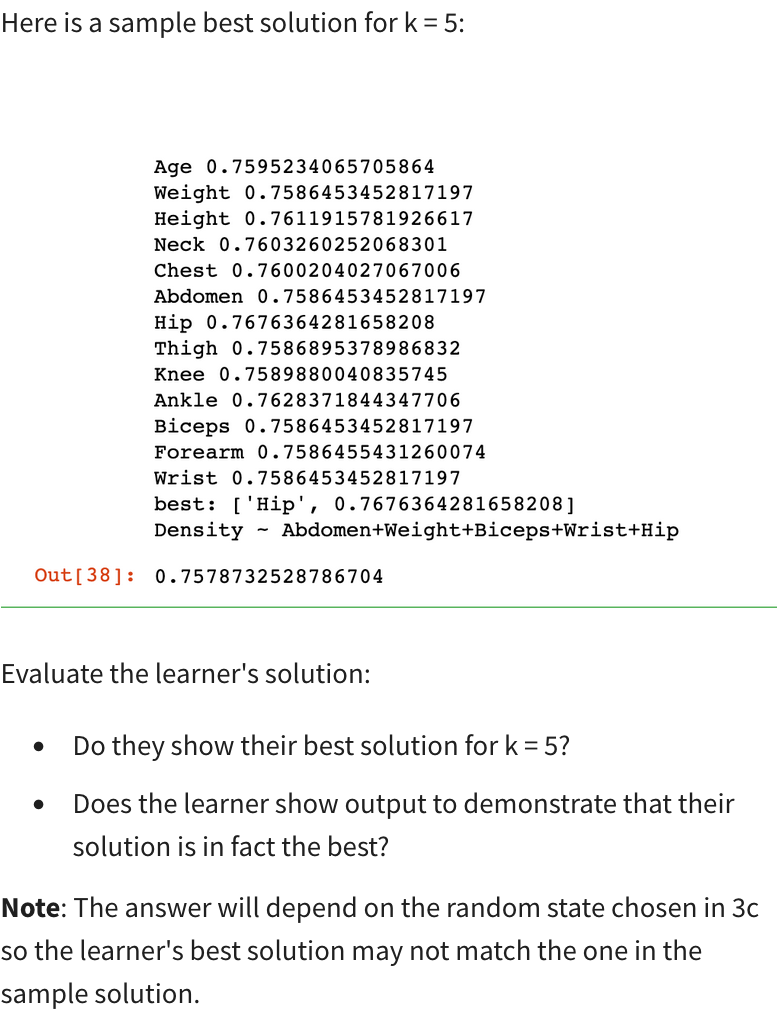 Here is a sample best solution for k = 5:
Age 0.7595234065705864
Weight 0.7586453452817197
Height 0.7611915781926617
Neck 0.7603260252068301
Chest 0.7600204027067006
Abdomen 0.7586453452817197
Hip 0.7676364281658208
Thigh 0.7586895378986832
Knee 0.7589880040835745
Ankle 0.7628371844347706
Biceps 0.7586453452817197
Forearm 0.7586455431260074
Wrist 0.7586453452817197
best: ['Hip', 0.7676364281658208]
Density ~ Abdomen+Weight+Biceps+Wrist+Hip
Out[38]: 0.7578732528786704
Evaluate the learner's solution:
• Do they show their best solution for k = 5?
• Does the learner show output to demonstrate that their
solution is in fact the best?
Note: The answer will depend on the random state chosen in 3c
so the learner's best solution may not match the one in the
sample solution.